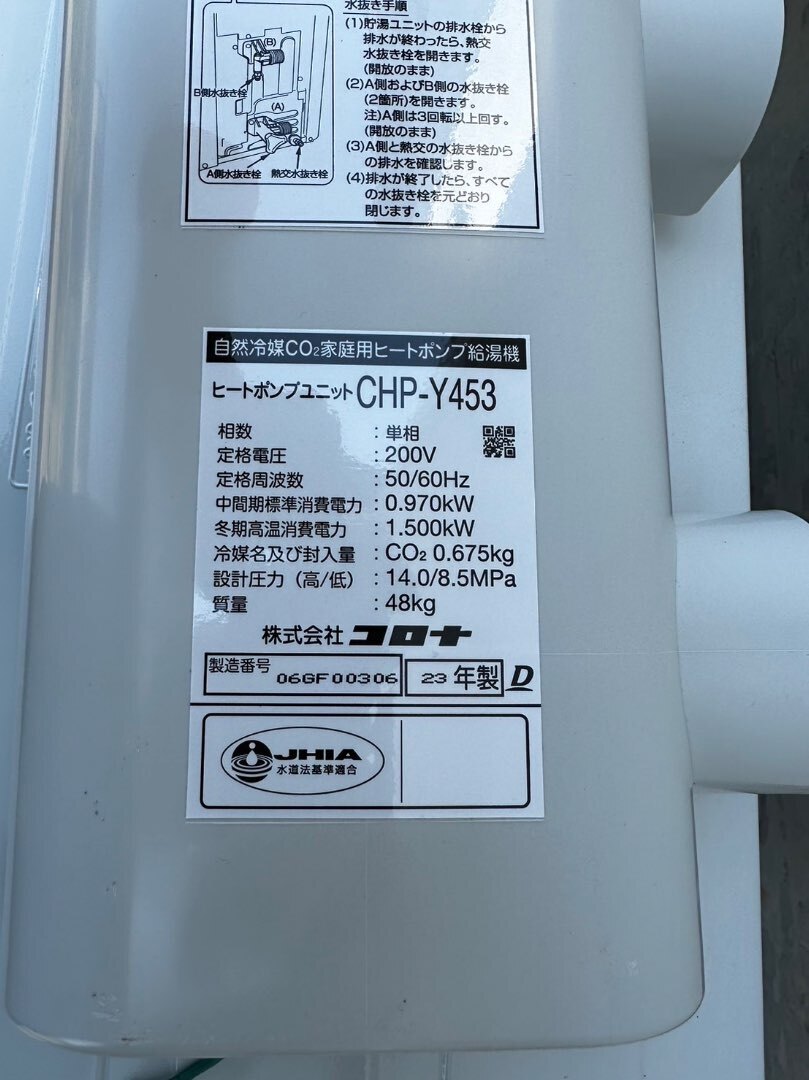 水抜き手順
(1)貯湯ユニットの排水栓から
排水が終わったら、熱交
水抜き栓を開きます。
(開放のまま)
(2)A側およびB側の水抜き栓
(2箇所)を開きます。
注)A側は3回転以上回す。
(開放のまま)
(3)A側と熱交の水抜き栓から
の排水を確認します。
(4)排水が終了したら、すべて
の水抜き栓を元どおり
閉じます。
(B)
B側水抜き栓
(A)
A側水抜き栓 熱交水抜き栓
自然冷媒CO₂家庭用ヒートポンプ給湯機
ヒートポンプユニット CHP-Y453
相数 : 単相
定格電圧 : 200V
定格周波数 : 50/60Hz
中間期標準消費電力 : 0.970kW
冬期高温消費電力 : 1.500kW
冷媒名及び封入量 : CO₂ 0.675kg
設計圧力(高/低) : 14.0/8.5MPa
質量 : 48kg
株式会社 コロナ
製造番号 06GF00306 23 年製 D
JHIA
水道法基準適合